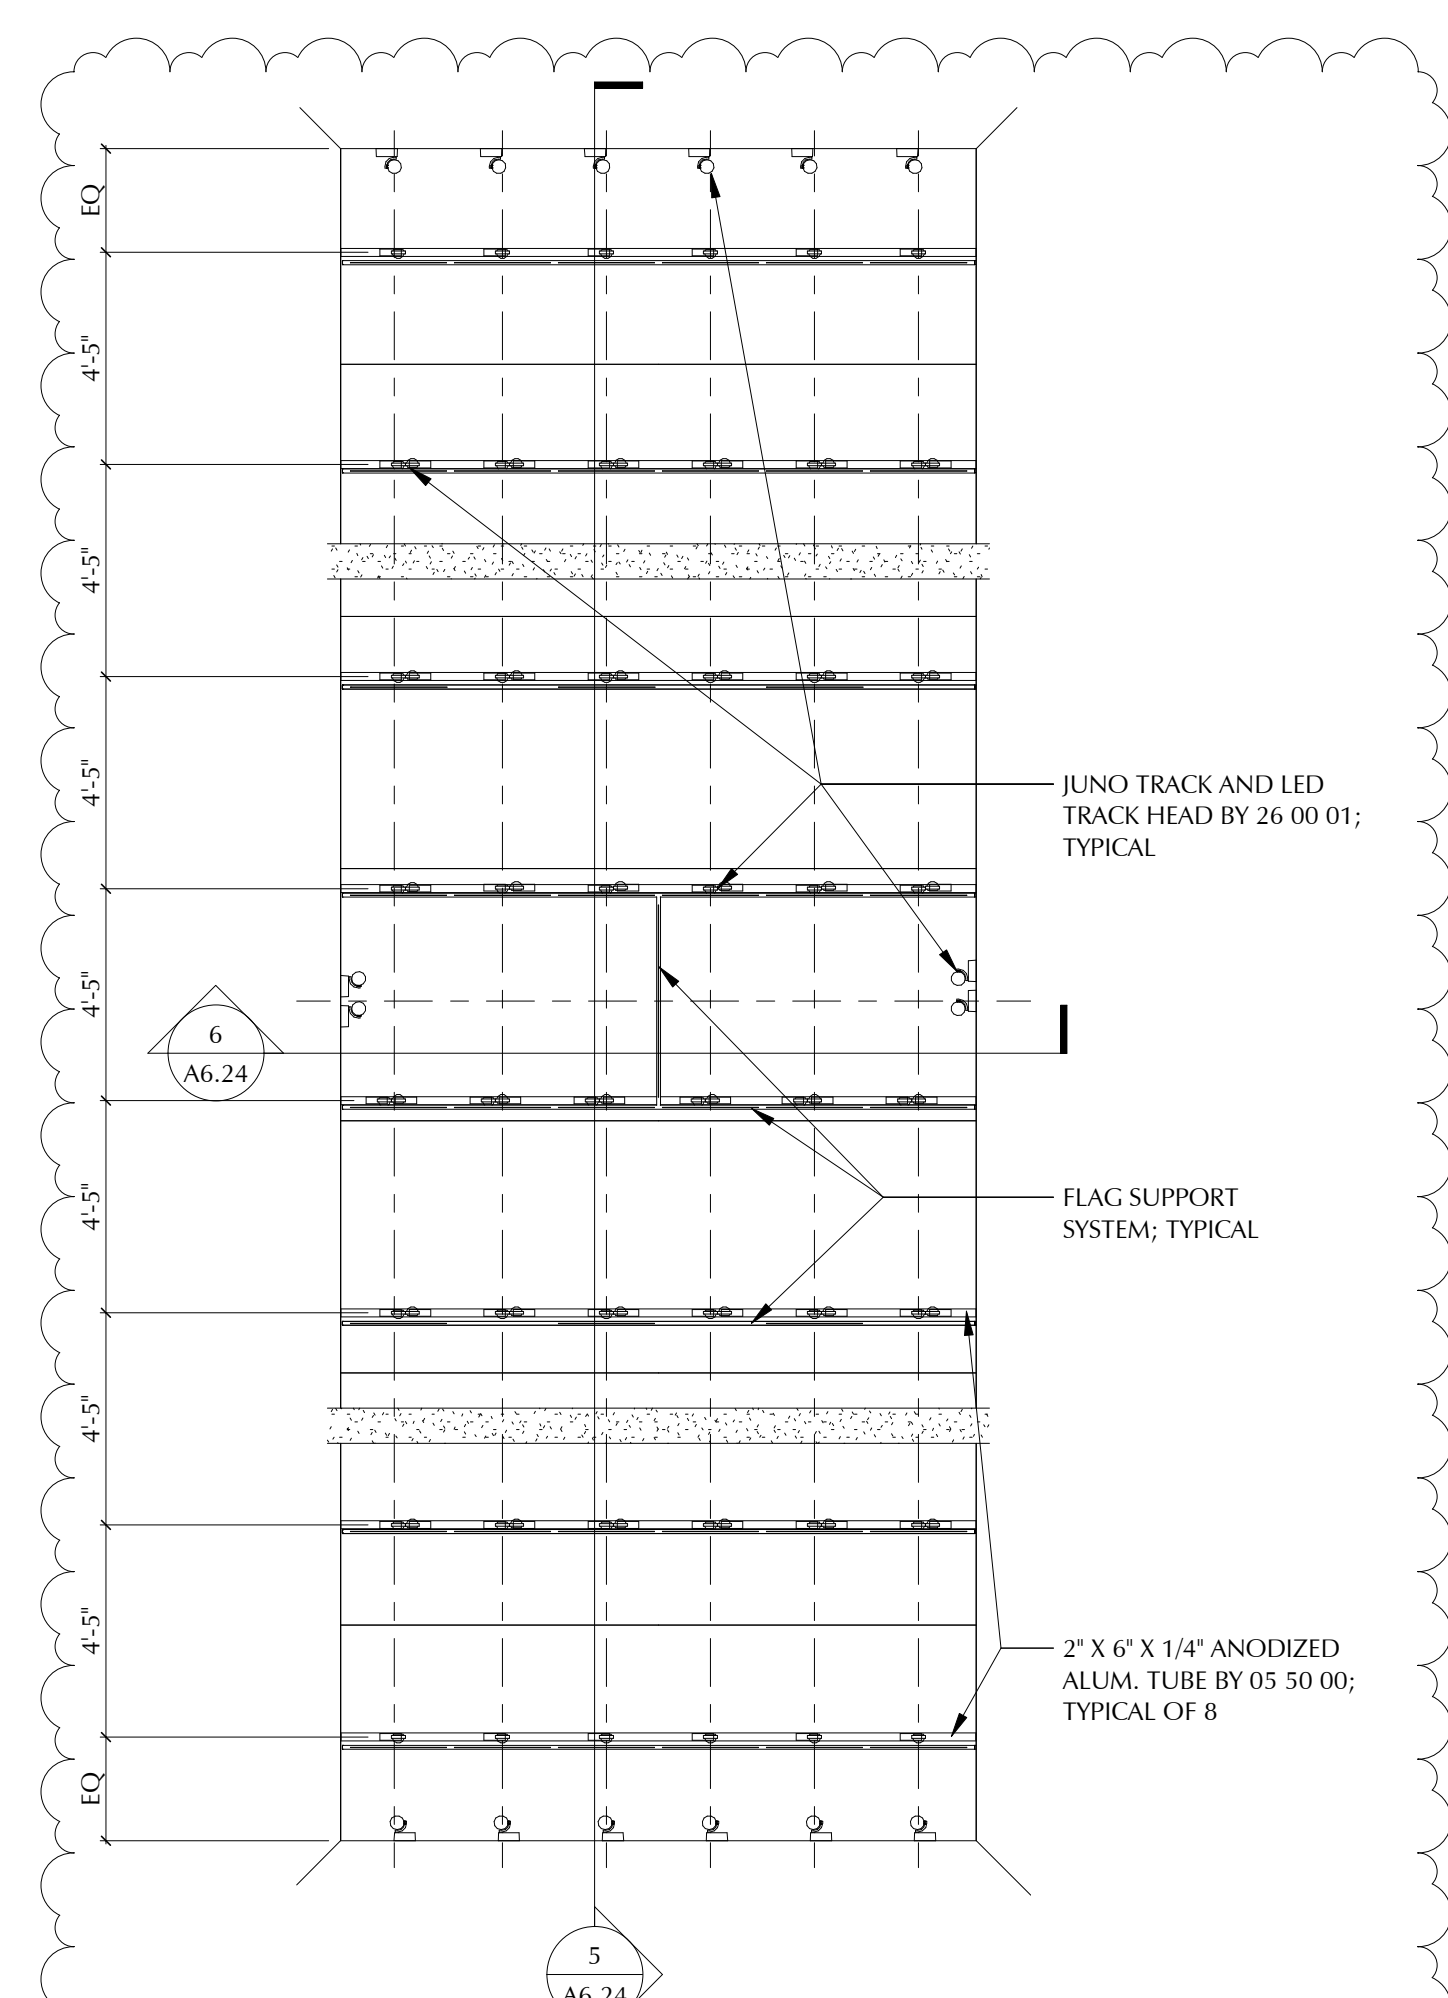 EQ
4'-5"
4'-5"
4'-5"
JUNO TRACK AND LED
TRACK HEAD BY 26 00 01;
TYPICAL
4'-5"
6
A6.24
4'-5"
FLAG SUPPORT
SYSTEM; TYPICAL
4'-5"
4'-5"
2" X 6" X 1/4" ANODIZED
ALUM. TUBE BY 05 50 00;
TYPICAL OF 8
EQ
5
A6.24